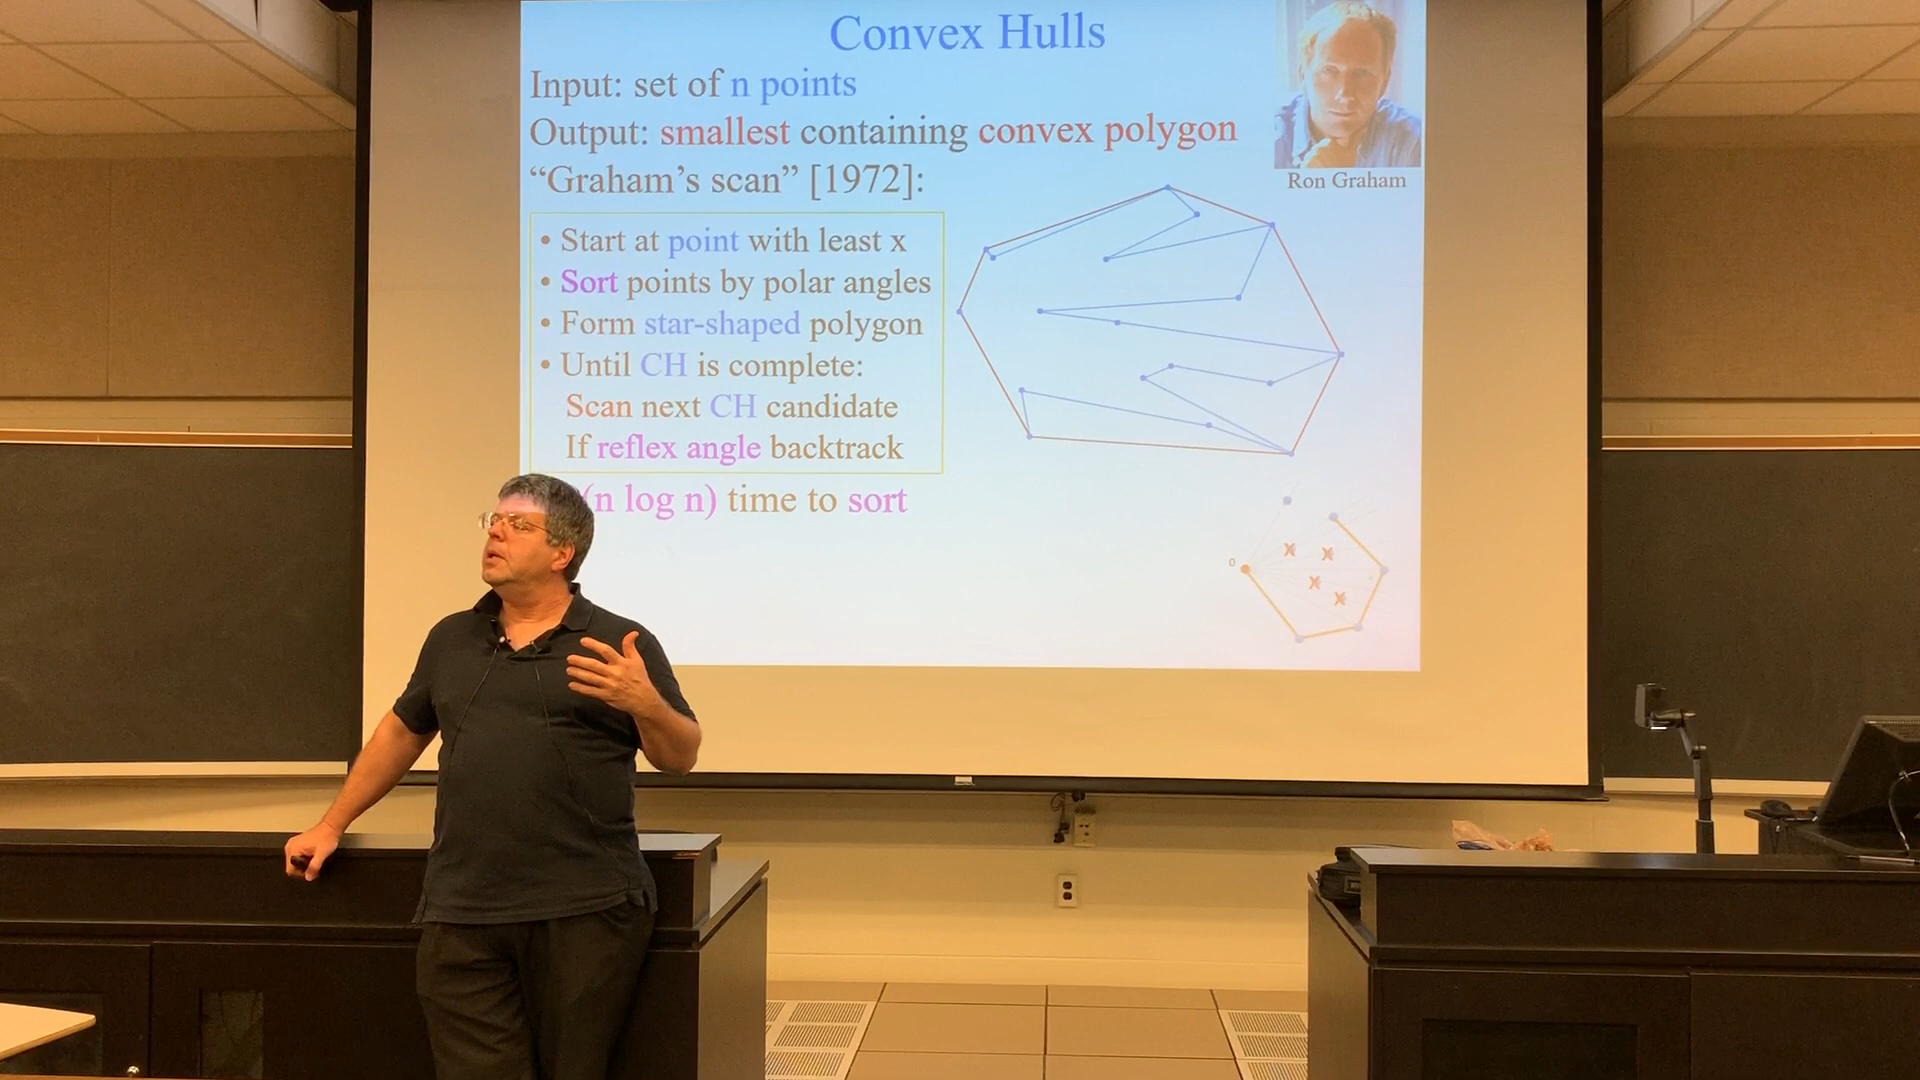 Convex Hulls
Input: set of n points
Output: smallest containing convex polygon
“Graham’s scan” [1972]:
Ron Graham
• Start at point with least x
• Sort points by polar angles
• Form star-shaped polygon
• Until CH is complete:
Scan next CH candidate
If reflex angle backtrack
(n log n) time to sort
0